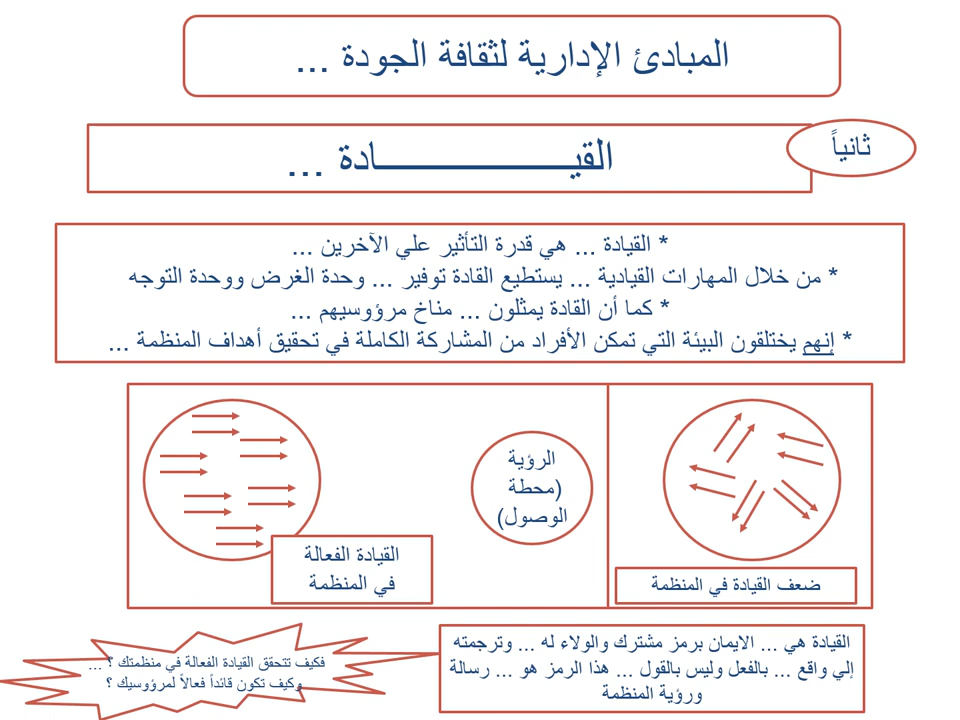 المبادئ الإدارية لثقافة الجودة ...
ثانياً
القيـــــــــــــــــــادة ...
* القيادة ... هي قدرة التأثير علي الآخرين ...
* من خلال المهارات القيادية ... يستطيع القادة توفير ... وحدة الغرض ووحدة التوجه
* كما أن القادة يمثلون ... مناخ مرؤوسيهم ...
* إنهم يختلقون البيئة التي تمكن الأفراد من المشاركة الكاملة في تحقيق أهداف المنظمة ...
ضعف القيادة في المنظمة
الرؤية
(محطة
الوصول)
القيادة الفعالة
في المنظمة
القيادة هي ... الايمان برمز مشترك والولاء له ... وترجمته
إلي واقع ... بالفعل وليس بالقول ... هذا الرمز هو ... رسالة
ورؤية المنظمة
فكيف تتحقق القيادة الفعالة في منظمتك ؟ ...
وكيف تكون قائداً فعالاً لمرؤوسيك ؟